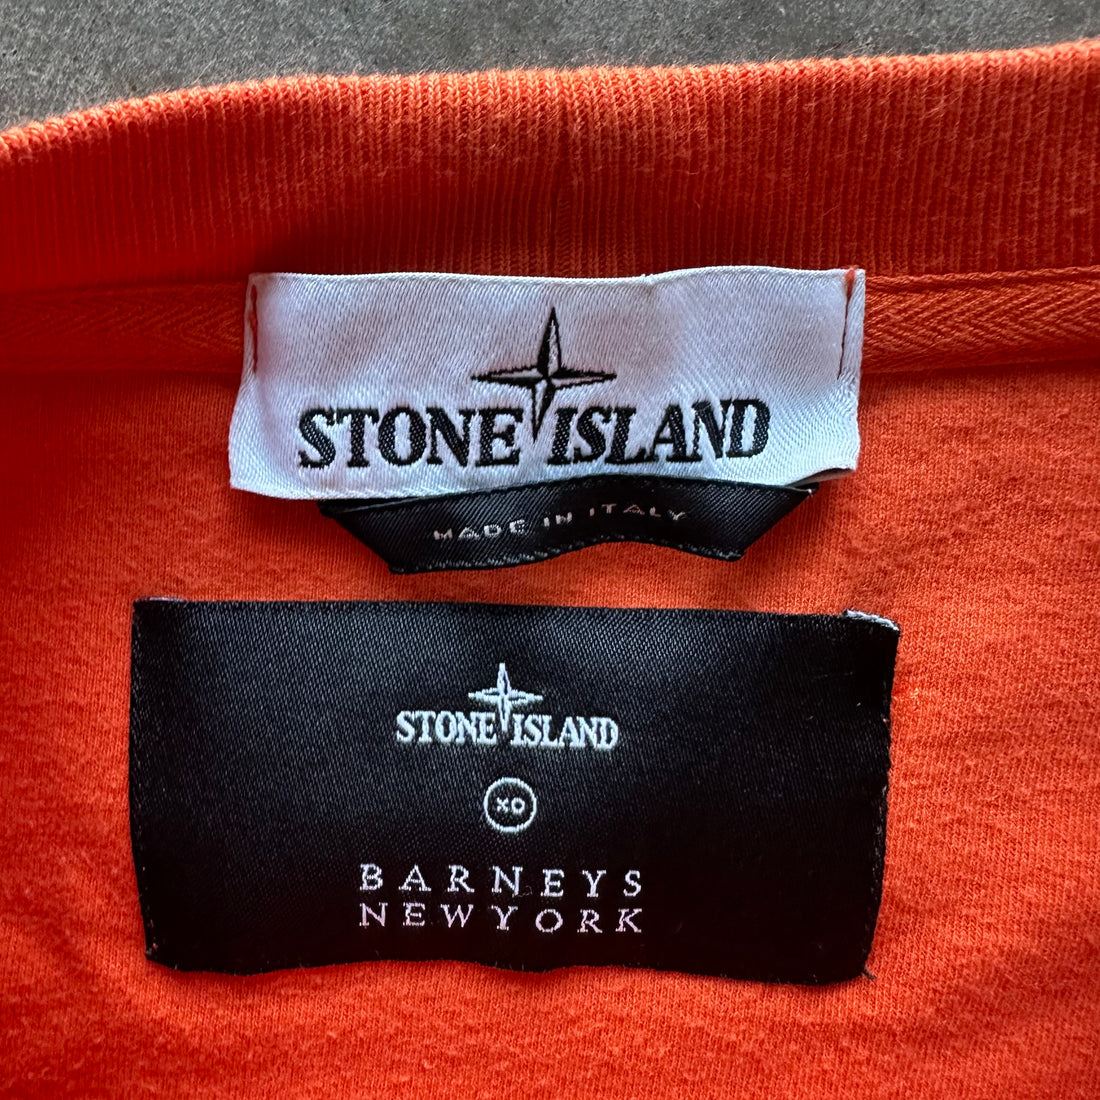 STONE ISLAND
MADE IN ITALY
STONE ISLAND
XO
BARNEYS
NEWYORK